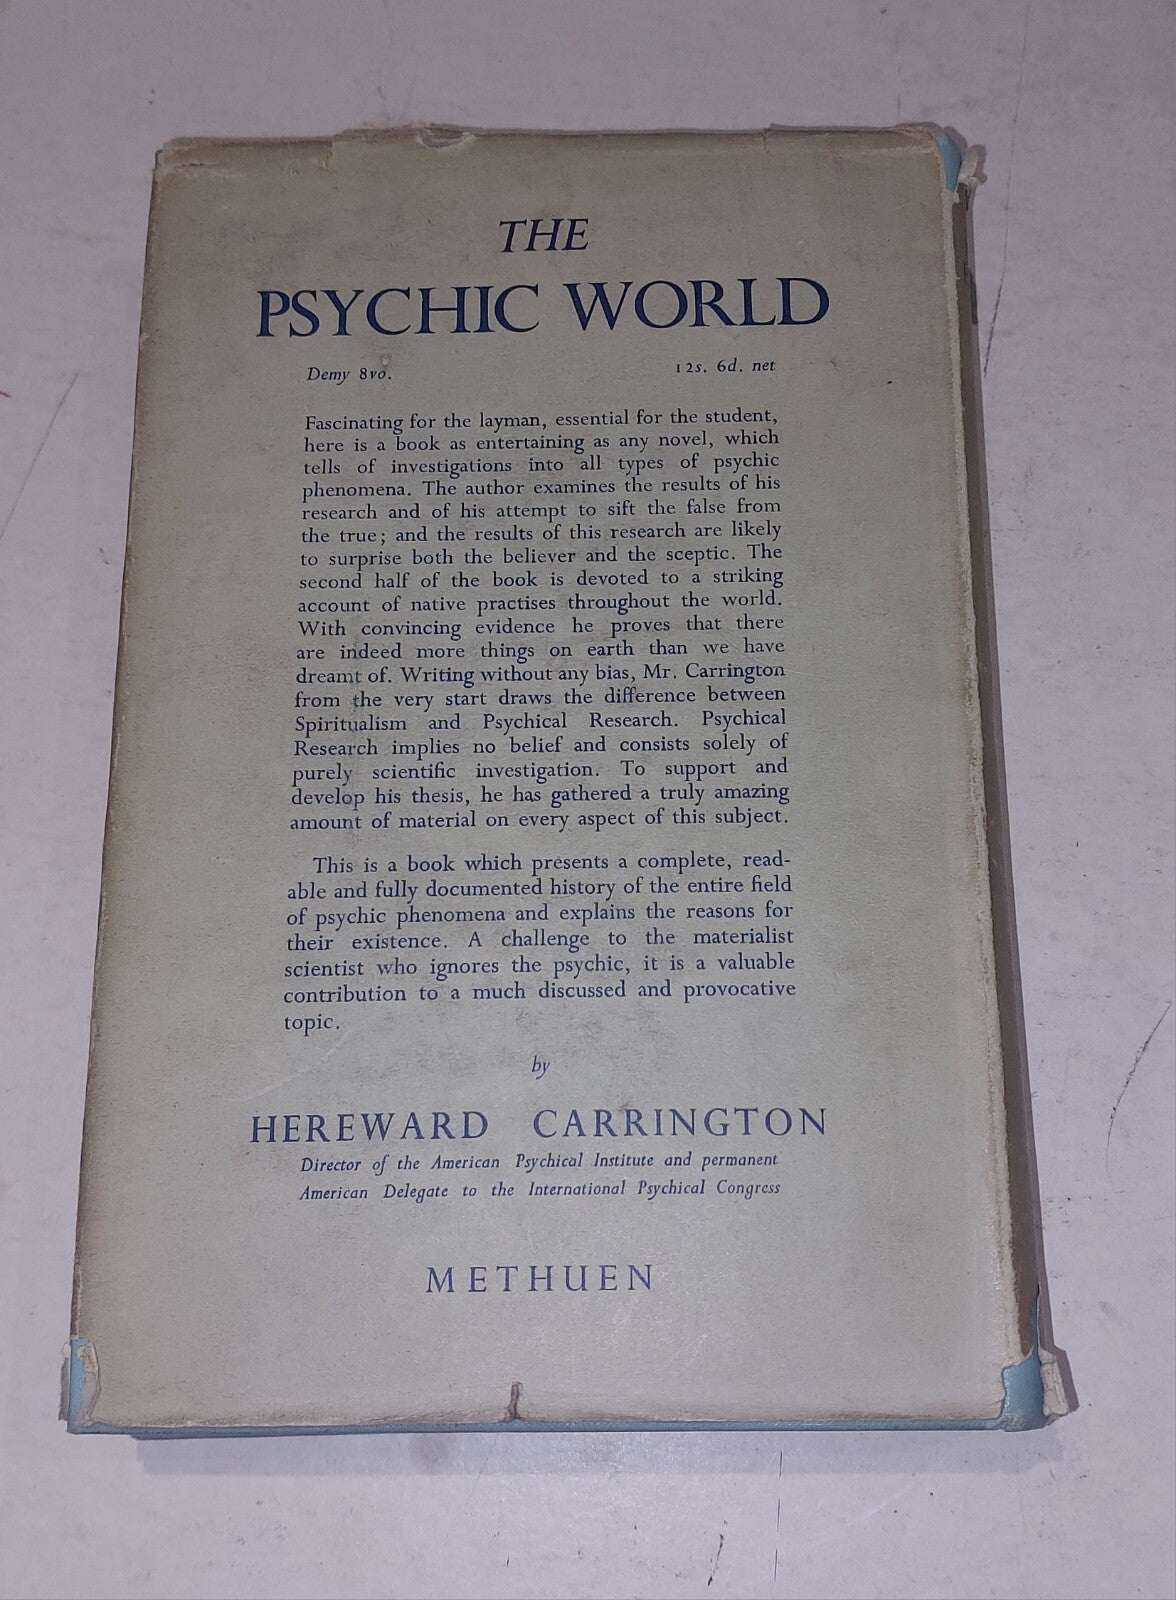 THE
PSYCHIC WORLD
Demy 8vo. 12s. 6d. net
Fascinating for the layman, essential for the student,
here is a book as entertaining as any novel, which
tells of investigations into all types of psychic
phenomena. The author examines the results of his
research and of his attempt to sift the false from
the true; and the results of this research are likely
to surprise both the believer and the sceptic. The
second half of the book is devoted to a striking
account of native practises throughout the world.
With convincing evidence he proves that there
are indeed more things on earth than we have
dreamt of. Writing without any bias, Mr. Carrington
from the very start draws the difference between
Spiritualism and Psychical Research. Psychical
Research implies no belief and consists solely of
purely scientific investigation. To support and
develop his thesis, he has gathered a truly amazing
amount of material on every aspect of this subject.
This is a book which presents a complete, read-
able and fully documented history of the entire field
of psychic phenomena and explains the reasons for
their existence. A challenge to the materialist
scientist who ignores the psychic, it is a valuable
contribution to a much discussed and provocative
topic.
by
HEREWARD CARRINGTON
Director of the American Psychical Institute and permanent
American Delegate to the International Psychical Congress
METHUEN